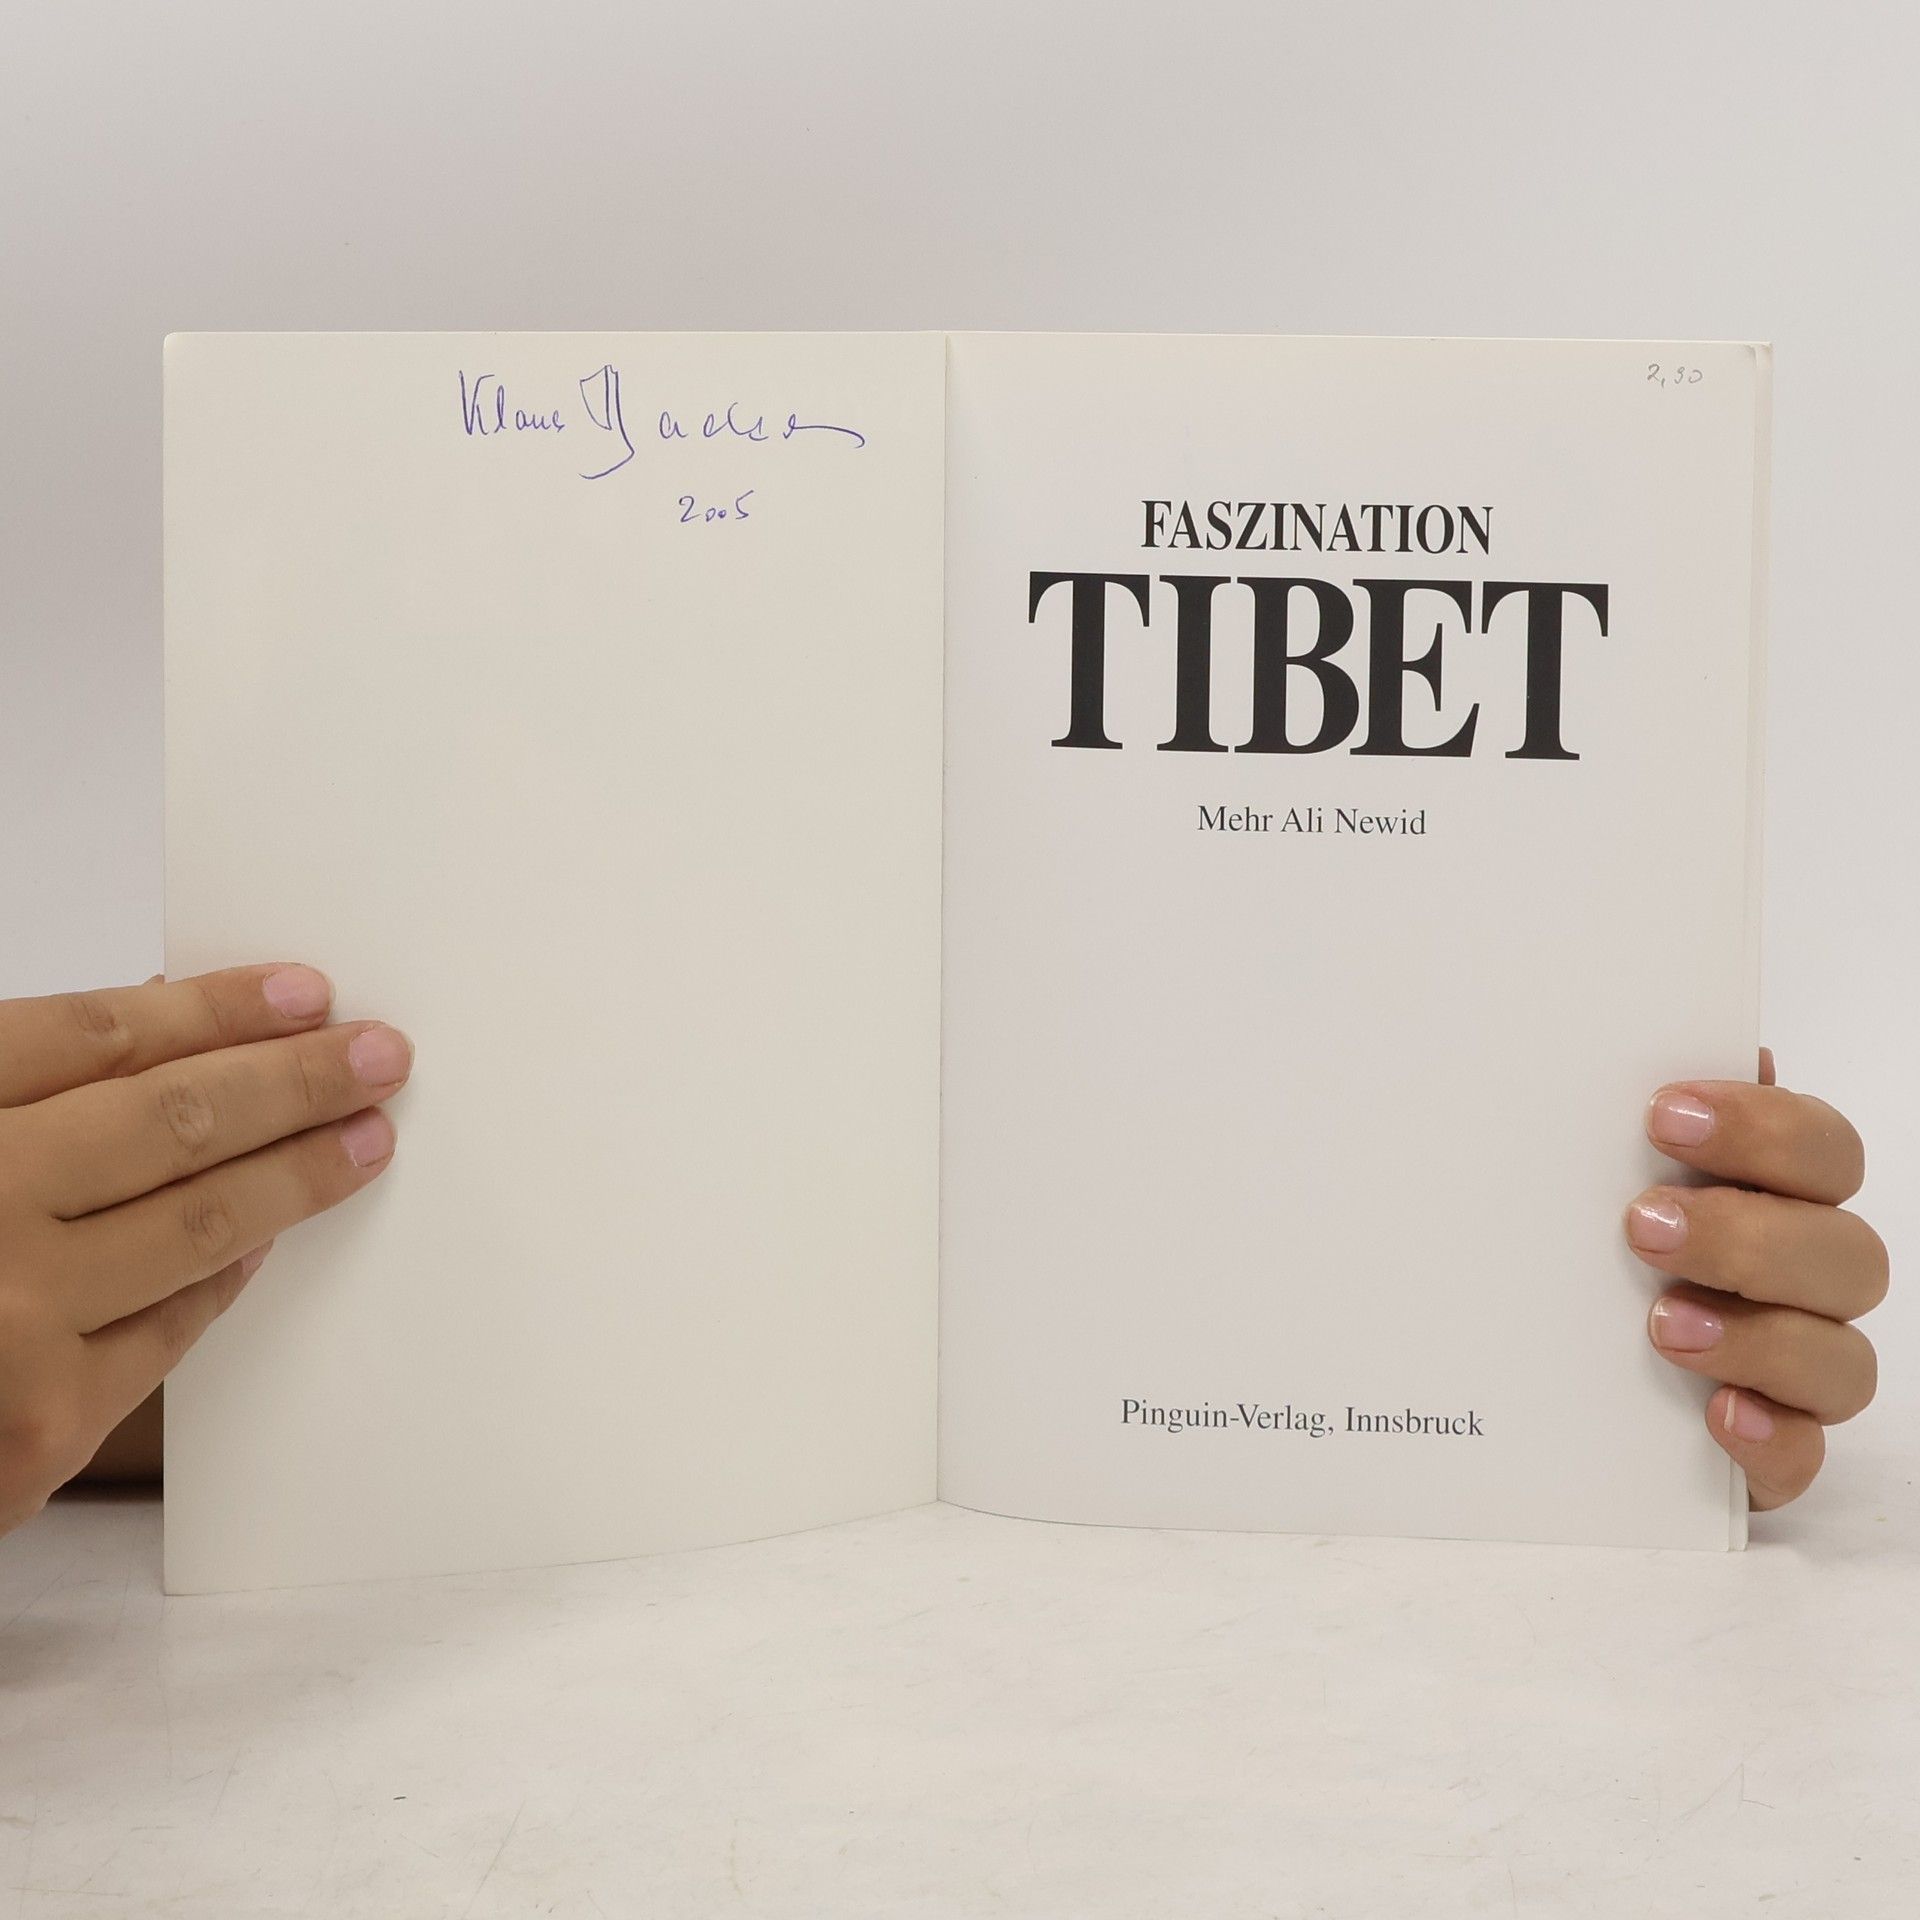 Klaus
2005
2,90
FASZINATION
TIBET
Mehr Ali Newid
Pinguin-Verlag, Innsbruck